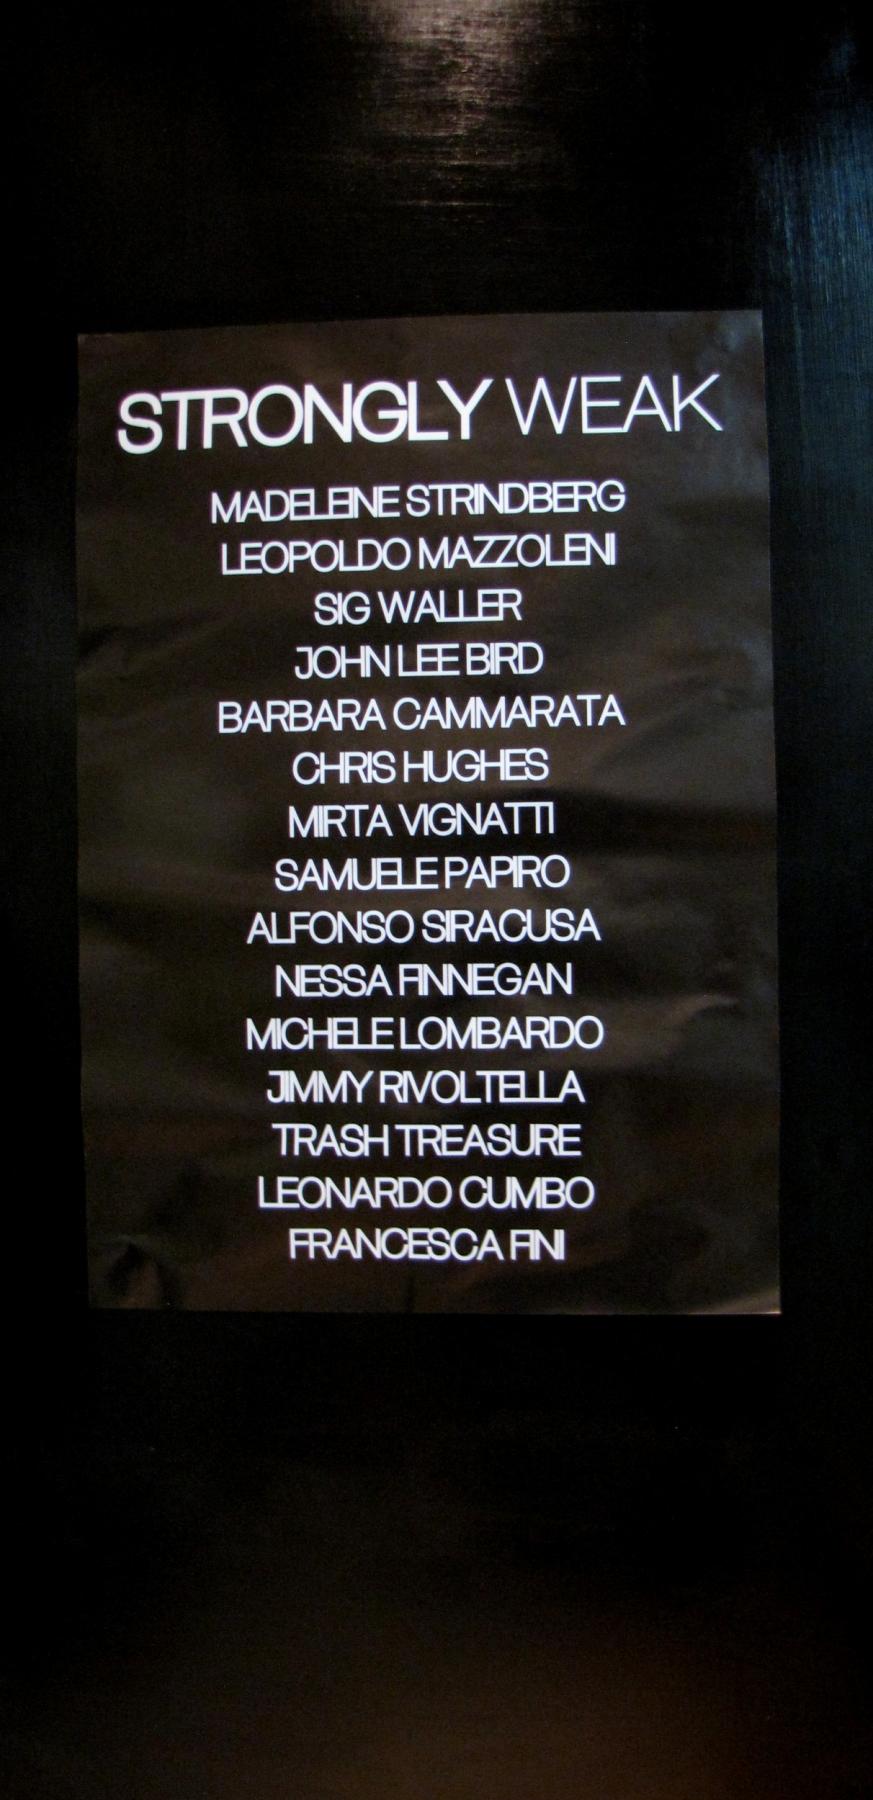 STRONGLY WEAK
MADELEINE STRINDBERG
LEOPOLDO MAZZOLENI
SIG WALLER
JOHN LEE BIRD
BARBARA CAMMARATA
CHRIS HUGHES
MIRTA VIGNATTI
SAMUELE PAPIRO
ALFONSO SIRACUSA
NESSA FINNEGAN
MICHELE LOMBARDO
JIMMY RIVOLTELLA
TRASH TREASURE
LEONARDO CUMBO
FRANCESCA FINI